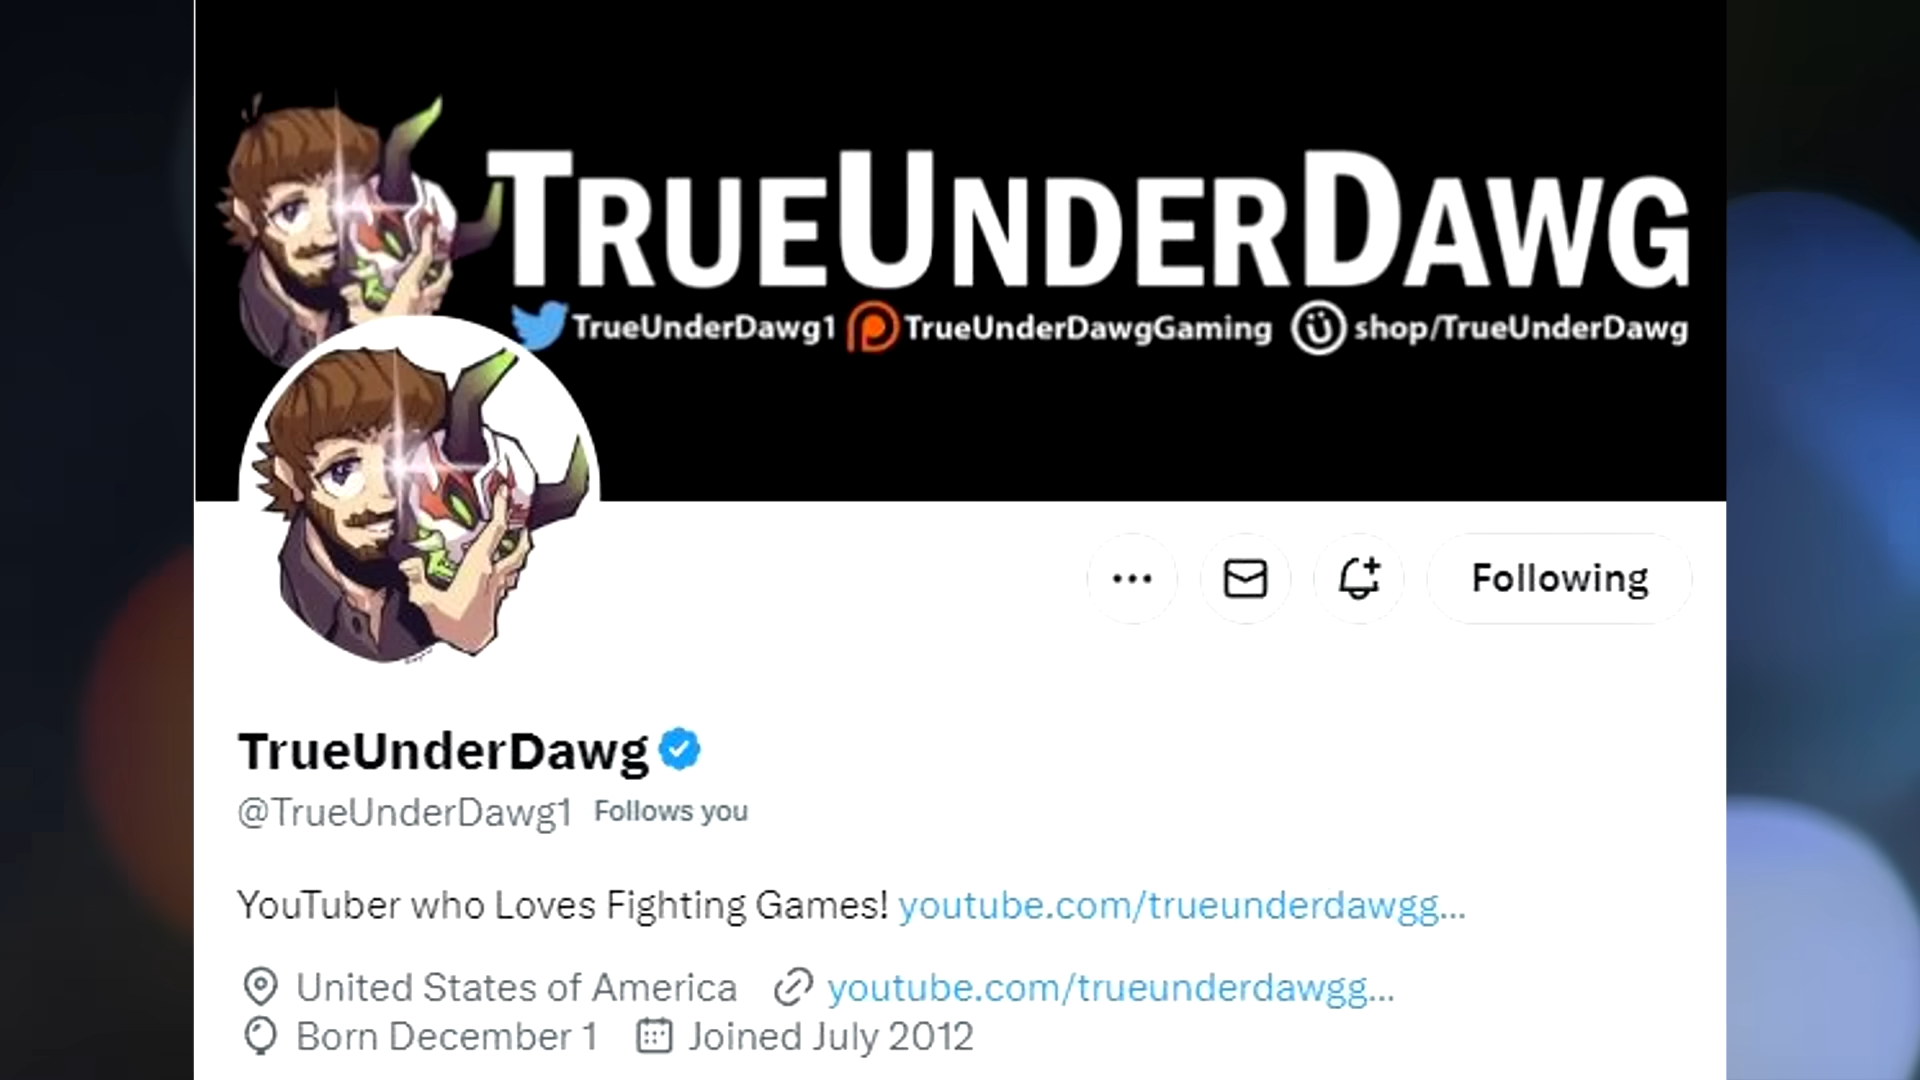 TRUEUNDERDAWG
TrueUnderDawg1 TrueUnderDawgGaming shop/TrueUnderDawg
Following
TrueUnderDawg
@TrueUnderDawg1 Follows you
YouTuber who Loves Fighting Games! youtube.com/trueunderdawgg...
United States of America youtube.com/trueunderdawgg...
Born December 1 Joined July 2012